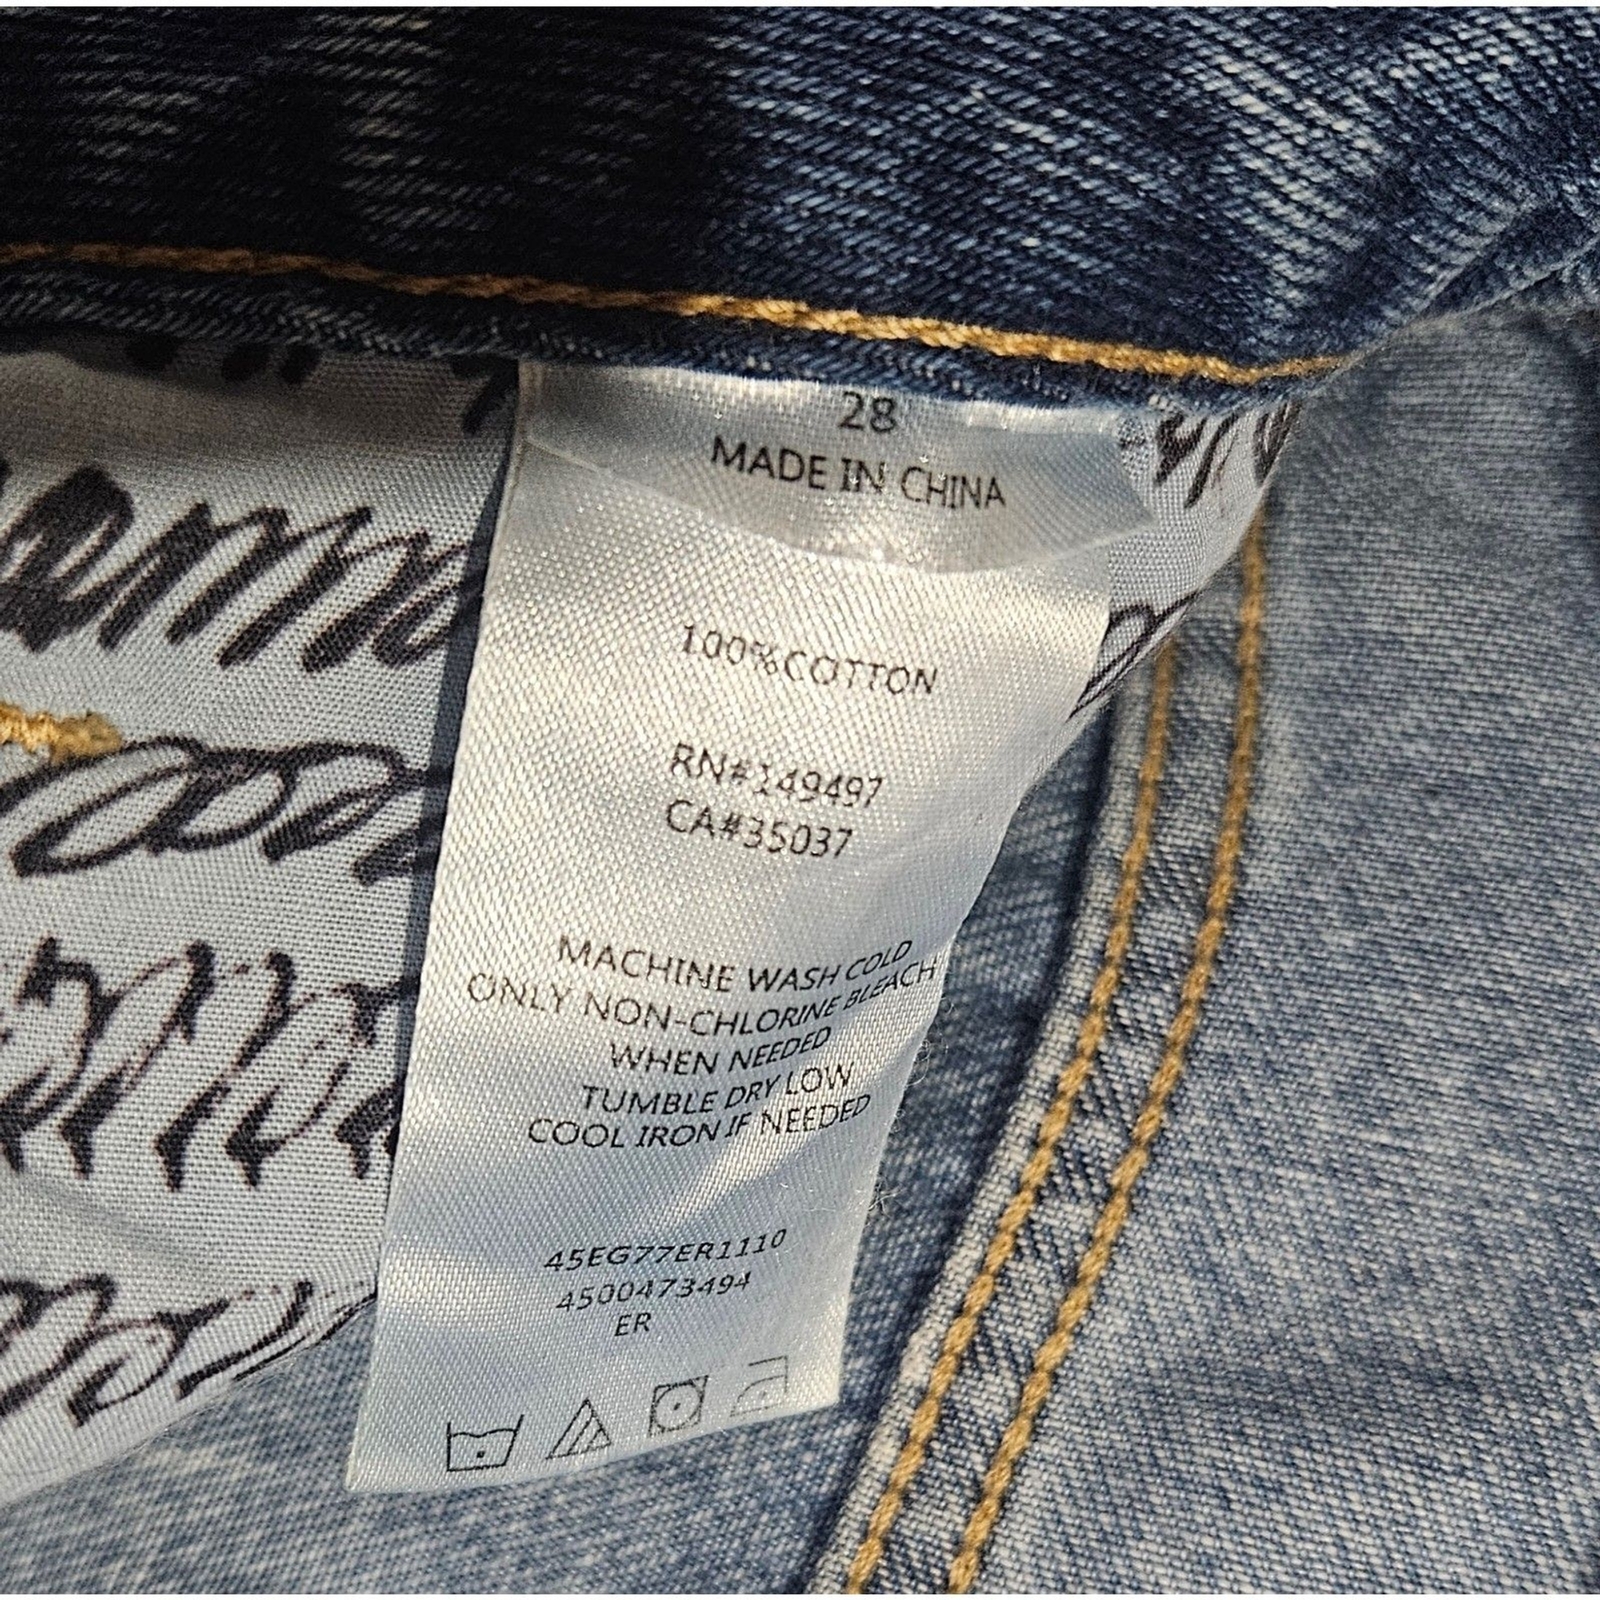 28
MADE IN CHINA
100%COTTON
RN#149497
CA#35037
MACHINE WASH COLD
ONLY NON-CHLORINE BLEACH
WHEN NEEDED
TUMBLE DRY LOW
COOL IRON IF NEEDED
45EG77ER1110
4500473494
ER